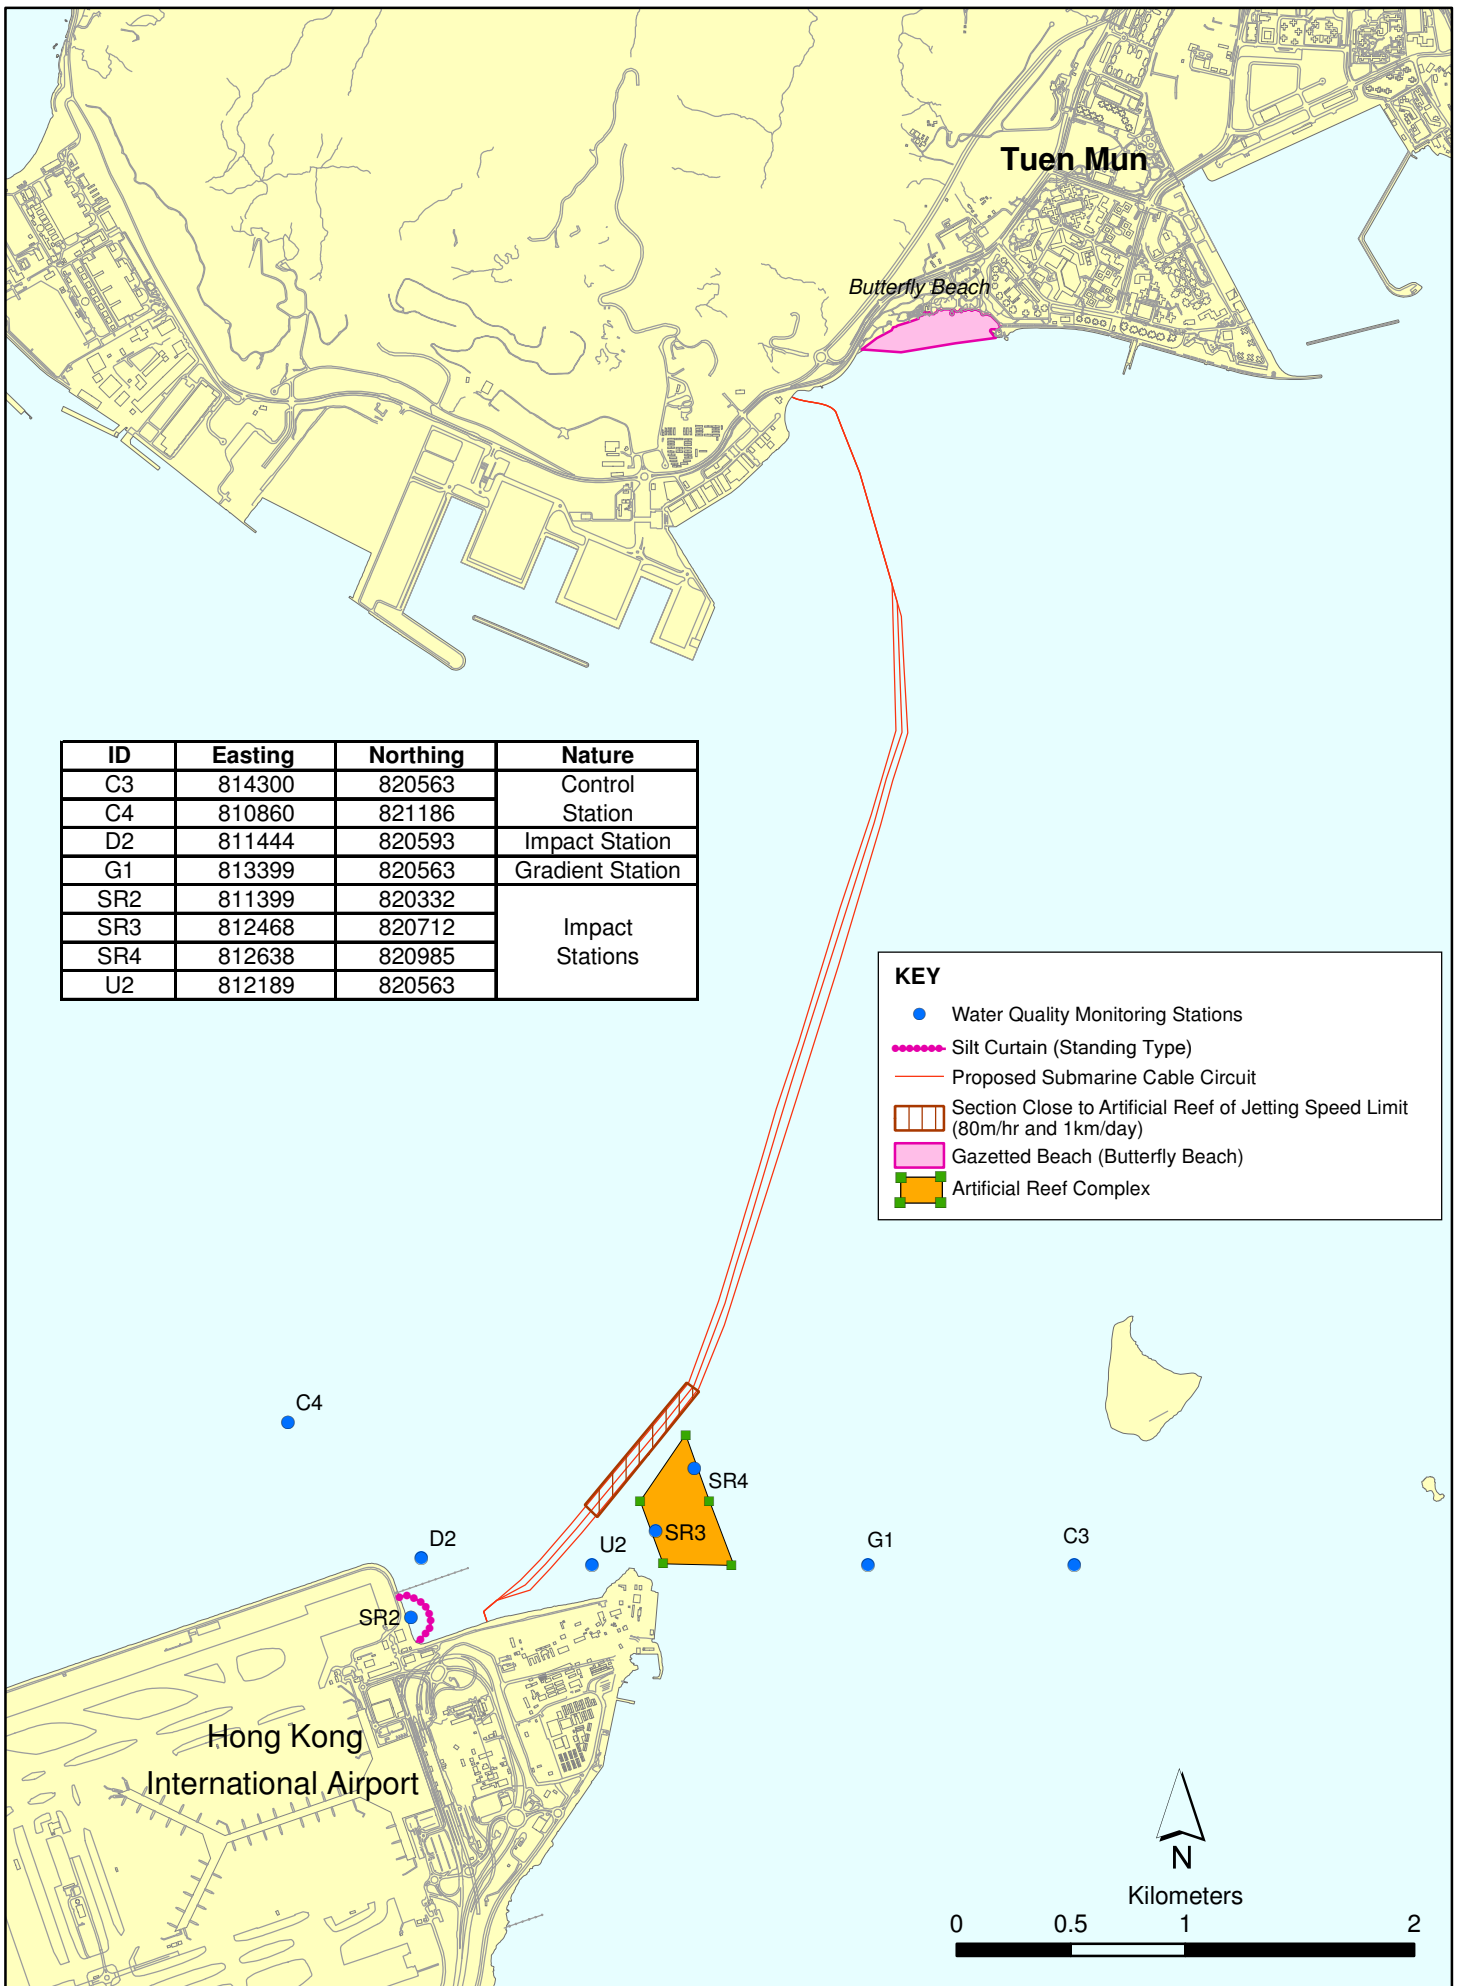 Tuen Mun
Butterfly Beach
ID Easting Northing Nature
C3 814300 820563 Control
C4 810860 821186 Station
D2 811444 820593 Impact Station
G1 813399 820563 Gradient Station
SR2 811399 820332
SR3 812468 820712 Impact
SR4 812638 820985 Stations
U2 812189 820563
KEY
Water Quality Monitoring Stations
Silt Curtain (Standing Type)
Proposed Submarine Cable Circuit
Section Close to Artificial Reef of Jetting Speed Limit
(80m/hr and 1km/day)
Gazetted Beach (Butterfly Beach)
Artificial Reef Complex
C4
SR4
SR3
D2
U2
G1
C3
SR2
Hong Kong
International Airport
N
Kilometers
0 0.5 1 2